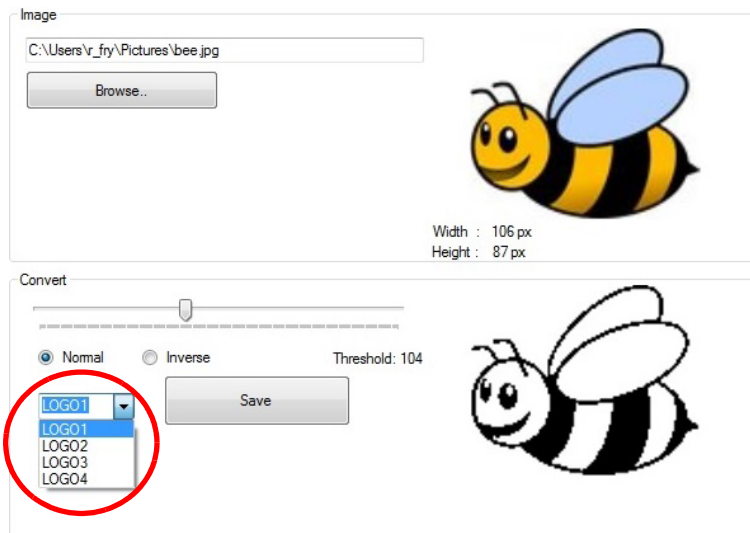 Image
C:\Users\r_fry\Pictures\bee.jpg
Browse..
Width : 106 px
Height : 87 px
Convert
Normal Inverse Threshold: 104
LOGO1 Save
LOGO1
LOGO2
LOGO3
LOGO4